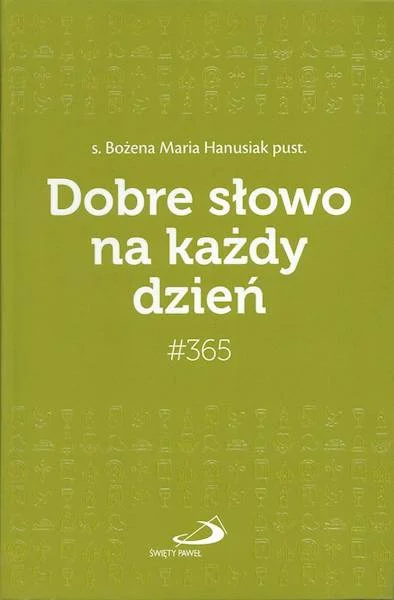 s. Bożena Maria Hanusiak pust.
Dobre słowo
na każdy
dzień
#365
ŚWIĘTY PAWEŁ